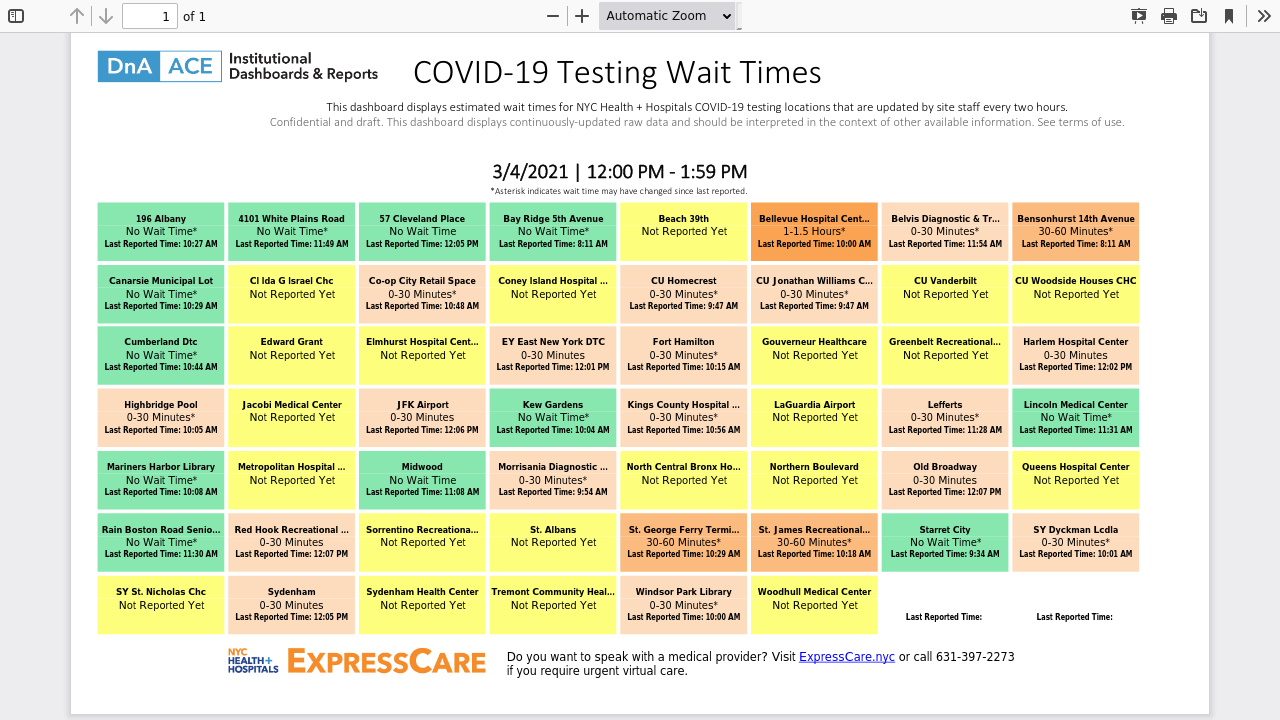 1 of 1
Automatic Zoom
DnA ACE Institutional
Dashboards & Reports
COVID-19 Testing Wait Times
This dashboard displays estimated wait times for NYC Health + Hospitals COVID-19 testing locations that are updated by site staff every two hours.
Confidential and draft. This dashboard displays continuously-updated raw data and should be interpreted in the context of other available information. See terms of use.
3/4/2021 | 12:00 PM - 1:59 PM
*Asterisk indicates wait time may have changed since last reported.
196 Albany
No Wait Time*
Last Reported Time: 10:27 AM
4101 White Plains Road
No Wait Time*
Last Reported Time: 11:49 AM
57 Cleveland Place
No Wait Time
Last Reported Time: 12:05 PM
Bay Ridge 5th Avenue
No Wait Time*
Last Reported Time: 8:11 AM
Beach 39th
Not Reported Yet
Bellevue Hospital Cent...
1-1.5 Hours*
Last Reported Time: 10:00 AM
Belvis Diagnostic & Tr...
0-30 Minutes*
Last Reported Time: 11:54 AM
Bensonhurst 14th Avenue
30-60 Minutes*
Last Reported Time: 8:11 AM
Canarsie Municipal Lot
No Wait Time*
Last Reported Time: 10:29 AM
Cl Ida G Israel Chc
Not Reported Yet
Co-op City Retail Space
0-30 Minutes*
Last Reported Time: 10:48 AM
Coney Island Hospital ...
Not Reported Yet
CU Homecrest
0-30 Minutes*
Last Reported Time: 9:47 AM
CU Jonathan Williams C...
0-30 Minutes*
Last Reported Time: 9:47 AM
CU Vanderbilt
Not Reported Yet
CU Woodside Houses CHC
Not Reported Yet
Cumberland Dtc
No Wait Time*
Last Reported Time: 10:44 AM
Edward Grant
Not Reported Yet
Elmhurst Hospital Cent...
Not Reported Yet
EY East New York DTC
0-30 Minutes
Last Reported Time: 12:01 PM
Fort Hamilton
0-30 Minutes*
Last Reported Time: 10:15 AM
Gouverneur Healthcare
Not Reported Yet
Greenbelt Recreational...
Not Reported Yet
Harlem Hospital Center
0-30 Minutes
Last Reported Time: 12:02 PM
Highbridge Pool
0-30 Minutes*
Last Reported Time: 10:05 AM
Jacobi Medical Center
Not Reported Yet
JFK Airport
0-30 Minutes
Last Reported Time: 12:06 PM
Kew Gardens
No Wait Time*
Last Reported Time: 10:04 AM
Kings County Hospital ...
0-30 Minutes*
Last Reported Time: 10:56 AM
LaGuardia Airport
Not Reported Yet
Lefferts
0-30 Minutes*
Last Reported Time: 11:28 AM
Lincoln Medical Center
No Wait Time*
Last Reported Time: 11:31 AM
Mariners Harbor Library
No Wait Time*
Last Reported Time: 10:08 AM
Metropolitan Hospital ...
Not Reported Yet
Midwood
No Wait Time
Last Reported Time: 11:08 AM
Morrisania Diagnostic ...
0-30 Minutes*
Last Reported Time: 9:54 AM
North Central Bronx Ho...
Not Reported Yet
Northern Boulevard
Not Reported Yet
Old Broadway
0-30 Minutes
Last Reported Time: 12:07 PM
Queens Hospital Center
Not Reported Yet
Rain Boston Road Senio...
No Wait Time*
Last Reported Time: 11:30 AM
Red Hook Recreational ...
0-30 Minutes
Last Reported Time: 12:07 PM
Sorrentino Recreationa...
Not Reported Yet
St. Albans
Not Reported Yet
St. George Ferry Termi...
30-60 Minutes*
Last Reported Time: 10:29 AM
St. James Recreational...
30-60 Minutes*
Last Reported Time: 10:18 AM
Starret City
No Wait Time*
Last Reported Time: 9:34 AM
SY Dyckman Lcdla
0-30 Minutes*
Last Reported Time: 10:01 AM
SY St. Nicholas Chc
Not Reported Yet
Sydenham
0-30 Minutes
Last Reported Time: 12:05 PM
Sydenham Health Center
Not Reported Yet
Tremont Community Heal...
Not Reported Yet
Windsor Park Library
0-30 Minutes*
Last Reported Time: 10:00 AM
Woodhull Medical Center
Not Reported Yet
Last Reported Time:
Last Reported Time:
NYC
HEALTH+
HOSPITALS
EXPRESSCARE
Do you want to speak with a medical provider? Visit ExpressCare.nyc or call 631-397-2273
if you require urgent virtual care.